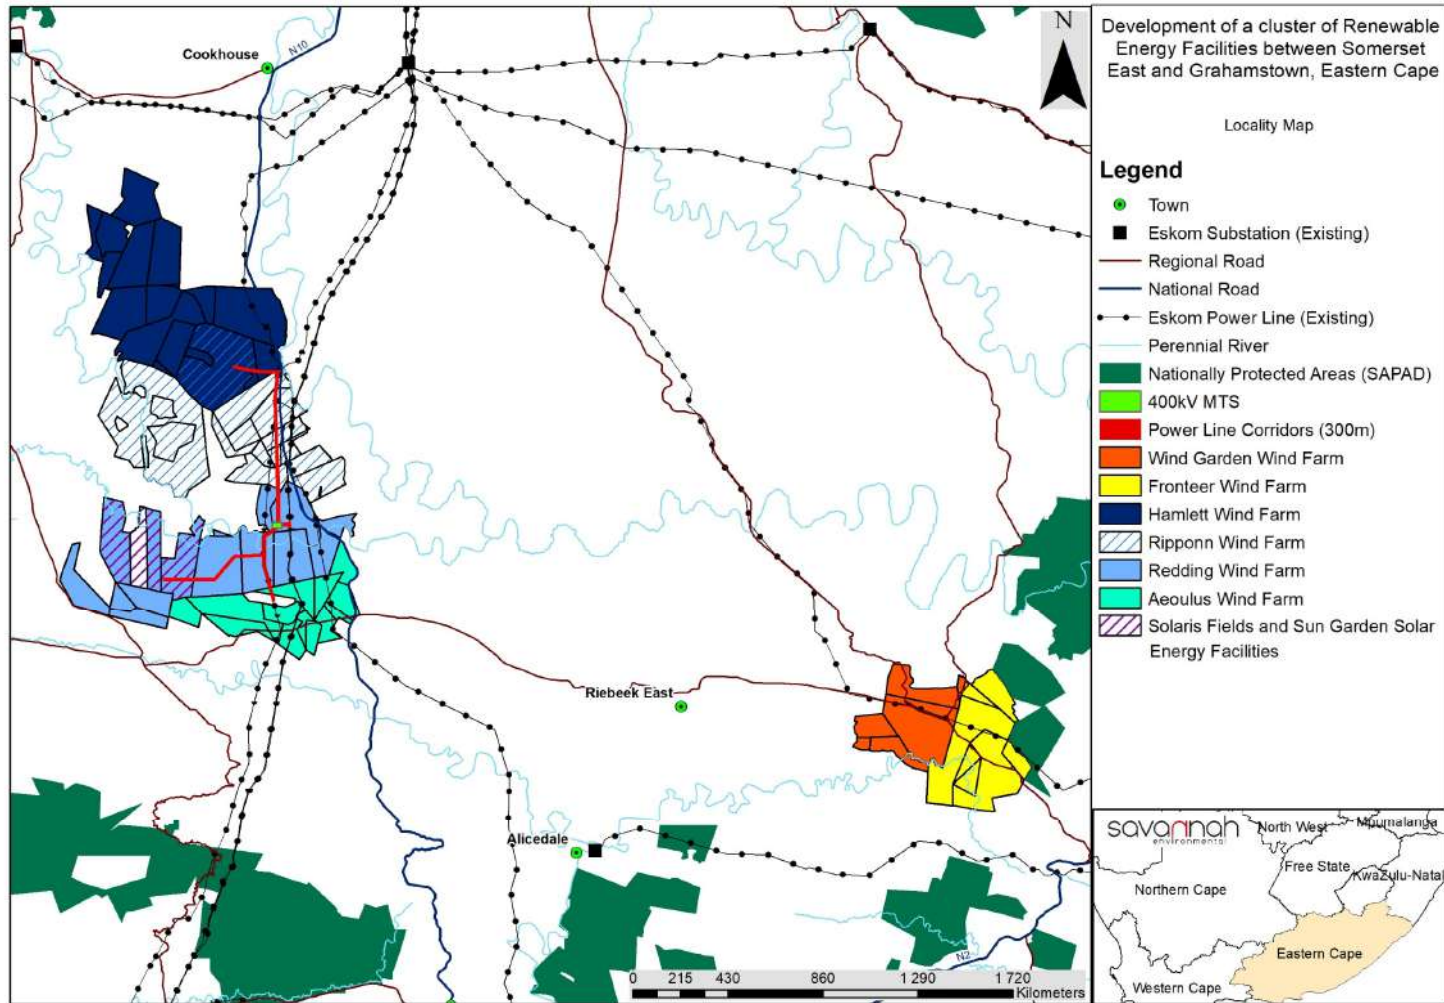 Cookhouse
N10
N
Riebeek East
Alicedale
N2
0 215 430 860 1290 1720
Kilometers
Development of a cluster of Renewable
Energy Facilities between Somerset
East and Grahamstown, Eastern Cape
Locality Map
Legend
Town
Eskom Substation (Existing)
Regional Road
National Road
Eskom Power Line (Existing)
Perennial River
Nationally Protected Areas (SAPAD)
400kV MTS
Power Line Corridors (300m)
Wind Garden Wind Farm
Fronteer Wind Farm
Hamlett Wind Farm
Ripponn Wind Farm
Redding Wind Farm
Aeoulus Wind Farm
Solaris Fields and Sun Garden Solar
Energy Facilities
savannah
environmental
North West
Mpumalanga
Free State
KwaZulu-Natal
Northern Cape
Eastern Cape
Western Cape